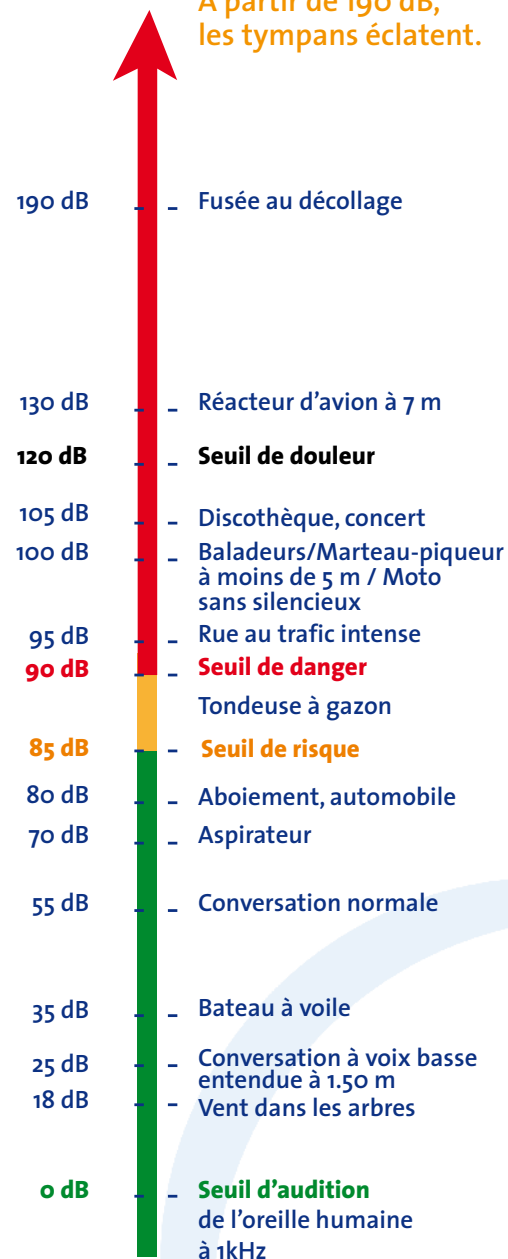 A partir de 190 dB,
les tympans éclatent.
190 dB - - Fusée au décollage
130 dB - - Réacteur d'avion à 7 m
120 dB - - Seuil de douleur
105 dB - - Discothèque, concert
100 dB - - Baladeurs/Marteau-piqueur
à moins de 5 m / Moto
sans silencieux
95 dB - - Rue au trafic intense
90 dB - - Seuil de danger
Tondeuse à gazon
85 dB - - Seuil de risque
80 dB - - Aboiement, automobile
70 dB - - Aspirateur
55 dB - - Conversation normale
35 dB - - Bateau à voile
25 dB - - Conversation à voix basse
entendue à 1.50 m
18 dB - - Vent dans les arbres
0 dB - - Seuil d'audition
de l'oreille humaine
à 1kHz